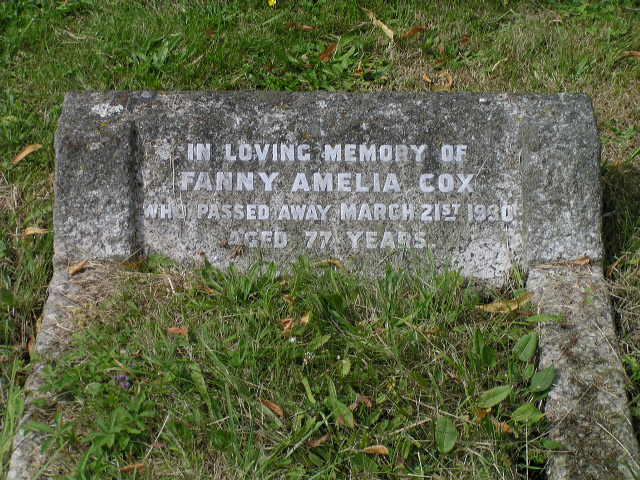 IN LOVING MEMORY OF
FANNY AMELIA COX
WHO PASSED AWAY MARCH 21ST 1930
AGED 77 YEARS.